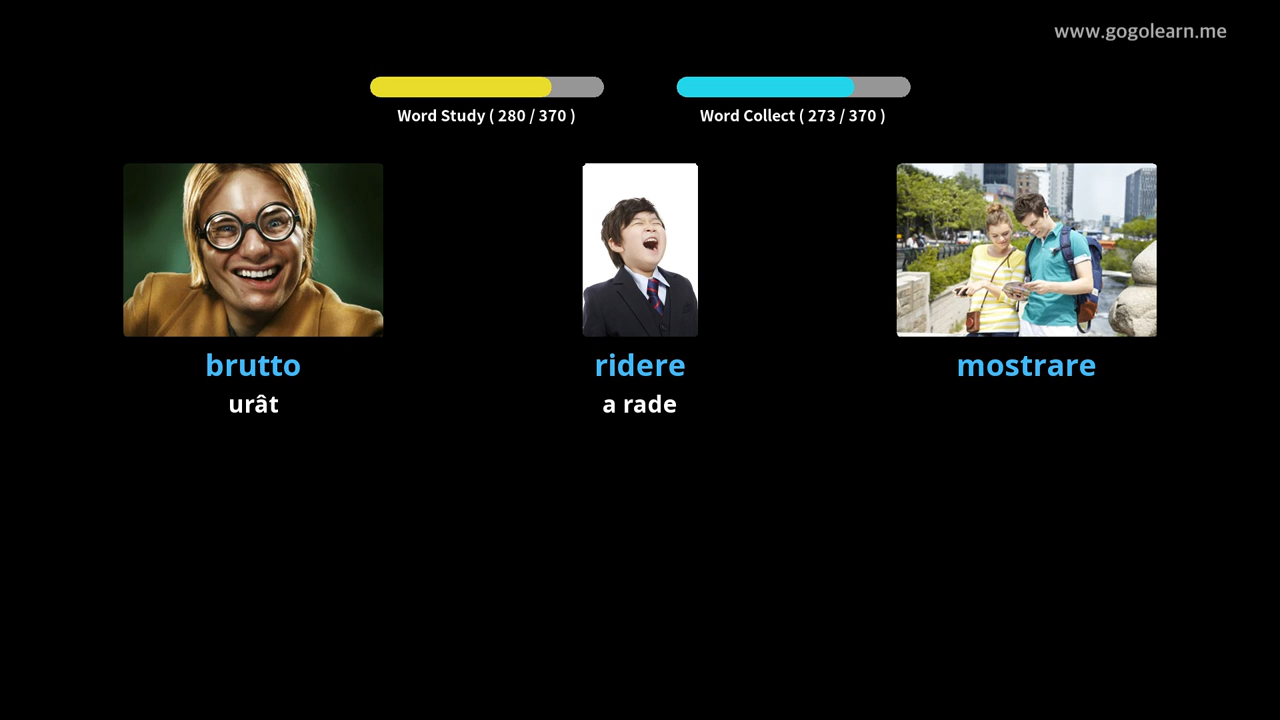 www.gogolearn.me
Word Study ( 280 / 370 )
Word Collect ( 273 / 370 )
brutto
ridere
mostrare
urât
a rade